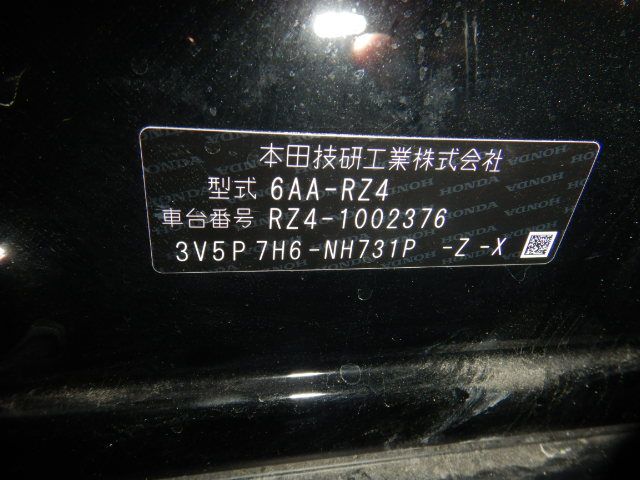 本田技研工業株式会社
型式 6AA-RZ4
車台番号 RZ4-1002376
3V5P 7H6-NH731P -Z -X